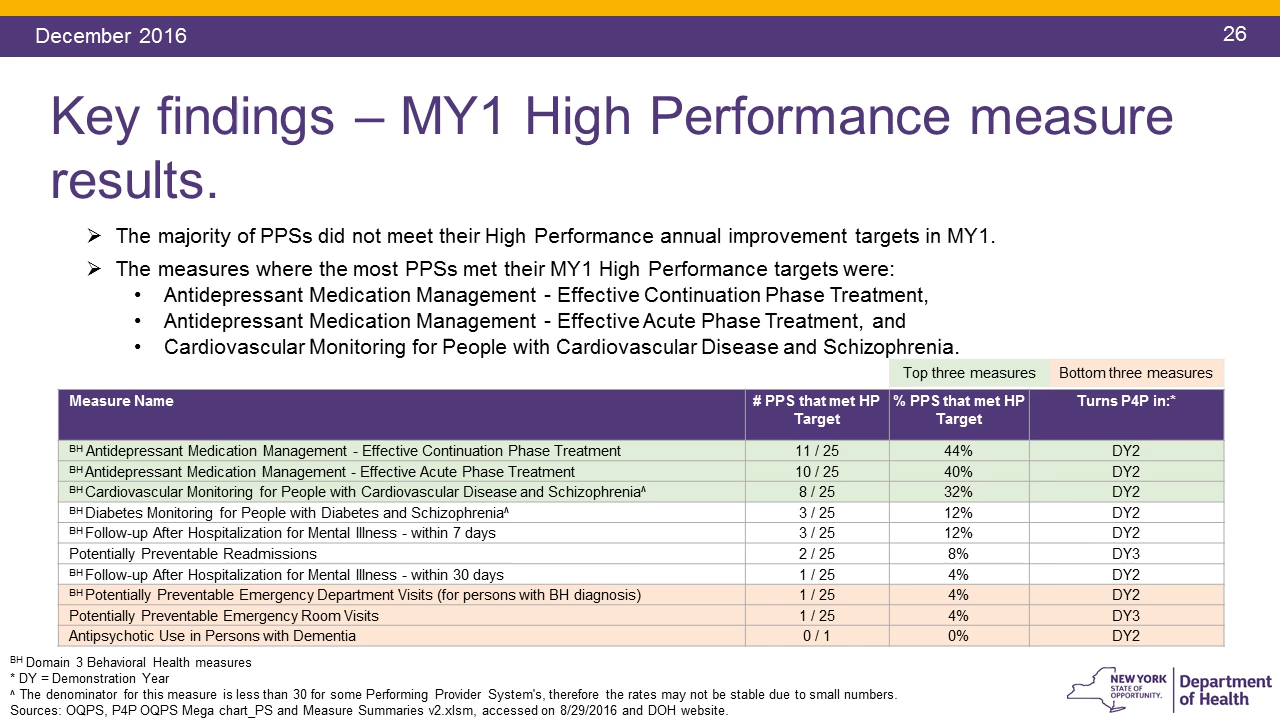 December 2016
26
Key findings – MY1 High Performance measure
results.
➢ The majority of PPSs did not meet their High Performance annual improvement targets in MY1.
➢ The measures where the most PPSs met their MY1 High Performance targets were:
• Antidepressant Medication Management - Effective Continuation Phase Treatment,
• Antidepressant Medication Management - Effective Acute Phase Treatment, and
• Cardiovascular Monitoring for People with Cardiovascular Disease and Schizophrenia.
Top three measures Bottom three measures
Measure Name # PPS that met HP Target % PPS that met HP Target Turns P4P in:*
BH Antidepressant Medication Management - Effective Continuation Phase Treatment 11 / 25 44% DY2
BH Antidepressant Medication Management - Effective Acute Phase Treatment 10 / 25 40% DY2
BH Cardiovascular Monitoring for People with Cardiovascular Disease and Schizophrenia^ 8 / 25 32% DY2
BH Diabetes Monitoring for People with Diabetes and Schizophrenia^ 3 / 25 12% DY2
BH Follow-up After Hospitalization for Mental Illness - within 7 days 3 / 25 12% DY2
Potentially Preventable Readmissions 2 / 25 8% DY3
BH Follow-up After Hospitalization for Mental Illness - within 30 days 1 / 25 4% DY2
BH Potentially Preventable Emergency Department Visits (for persons with BH diagnosis) 1 / 25 4% DY2
Potentially Preventable Emergency Room Visits 1 / 25 4% DY3
Antipsychotic Use in Persons with Dementia 0 / 1 0% DY2
BH Domain 3 Behavioral Health measures
* DY = Demonstration Year
^ The denominator for this measure is less than 30 for some Performing Provider System's, therefore the rates may not be stable due to small numbers.
Sources: OQPS, P4P OQPS Mega chart_PS and Measure Summaries v2.xlsm, accessed on 8/29/2016 and DOH website.
NEW YORK
STATE OF
OPPORTUNITY.
Department
of Health